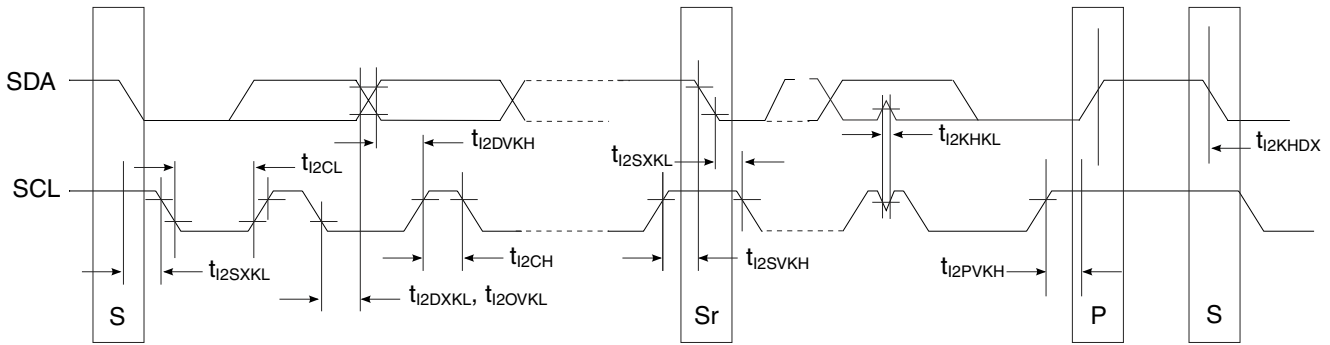 SDA
tI2DVKH
tI2KHKL
tI2KHDX
tI2CL
tI2SXKL
SCL
tI2SXKL
tI2CH
tI2SVKH
tI2PVKH
tI2DXKL, tI2OVKL
S
Sr
P
S